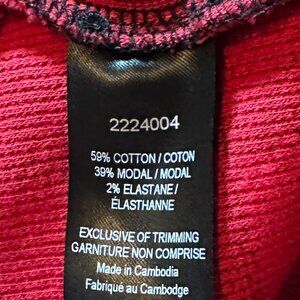 2224004
59% COTTON / COTON
39% MODAL / MODAL
2% ELASTANE /
ÉLASTHANNE
EXCLUSIVE OF TRIMMING
GARNITURE NON COMPRISE
Made in Cambodia
Fabriqué au Cambodge